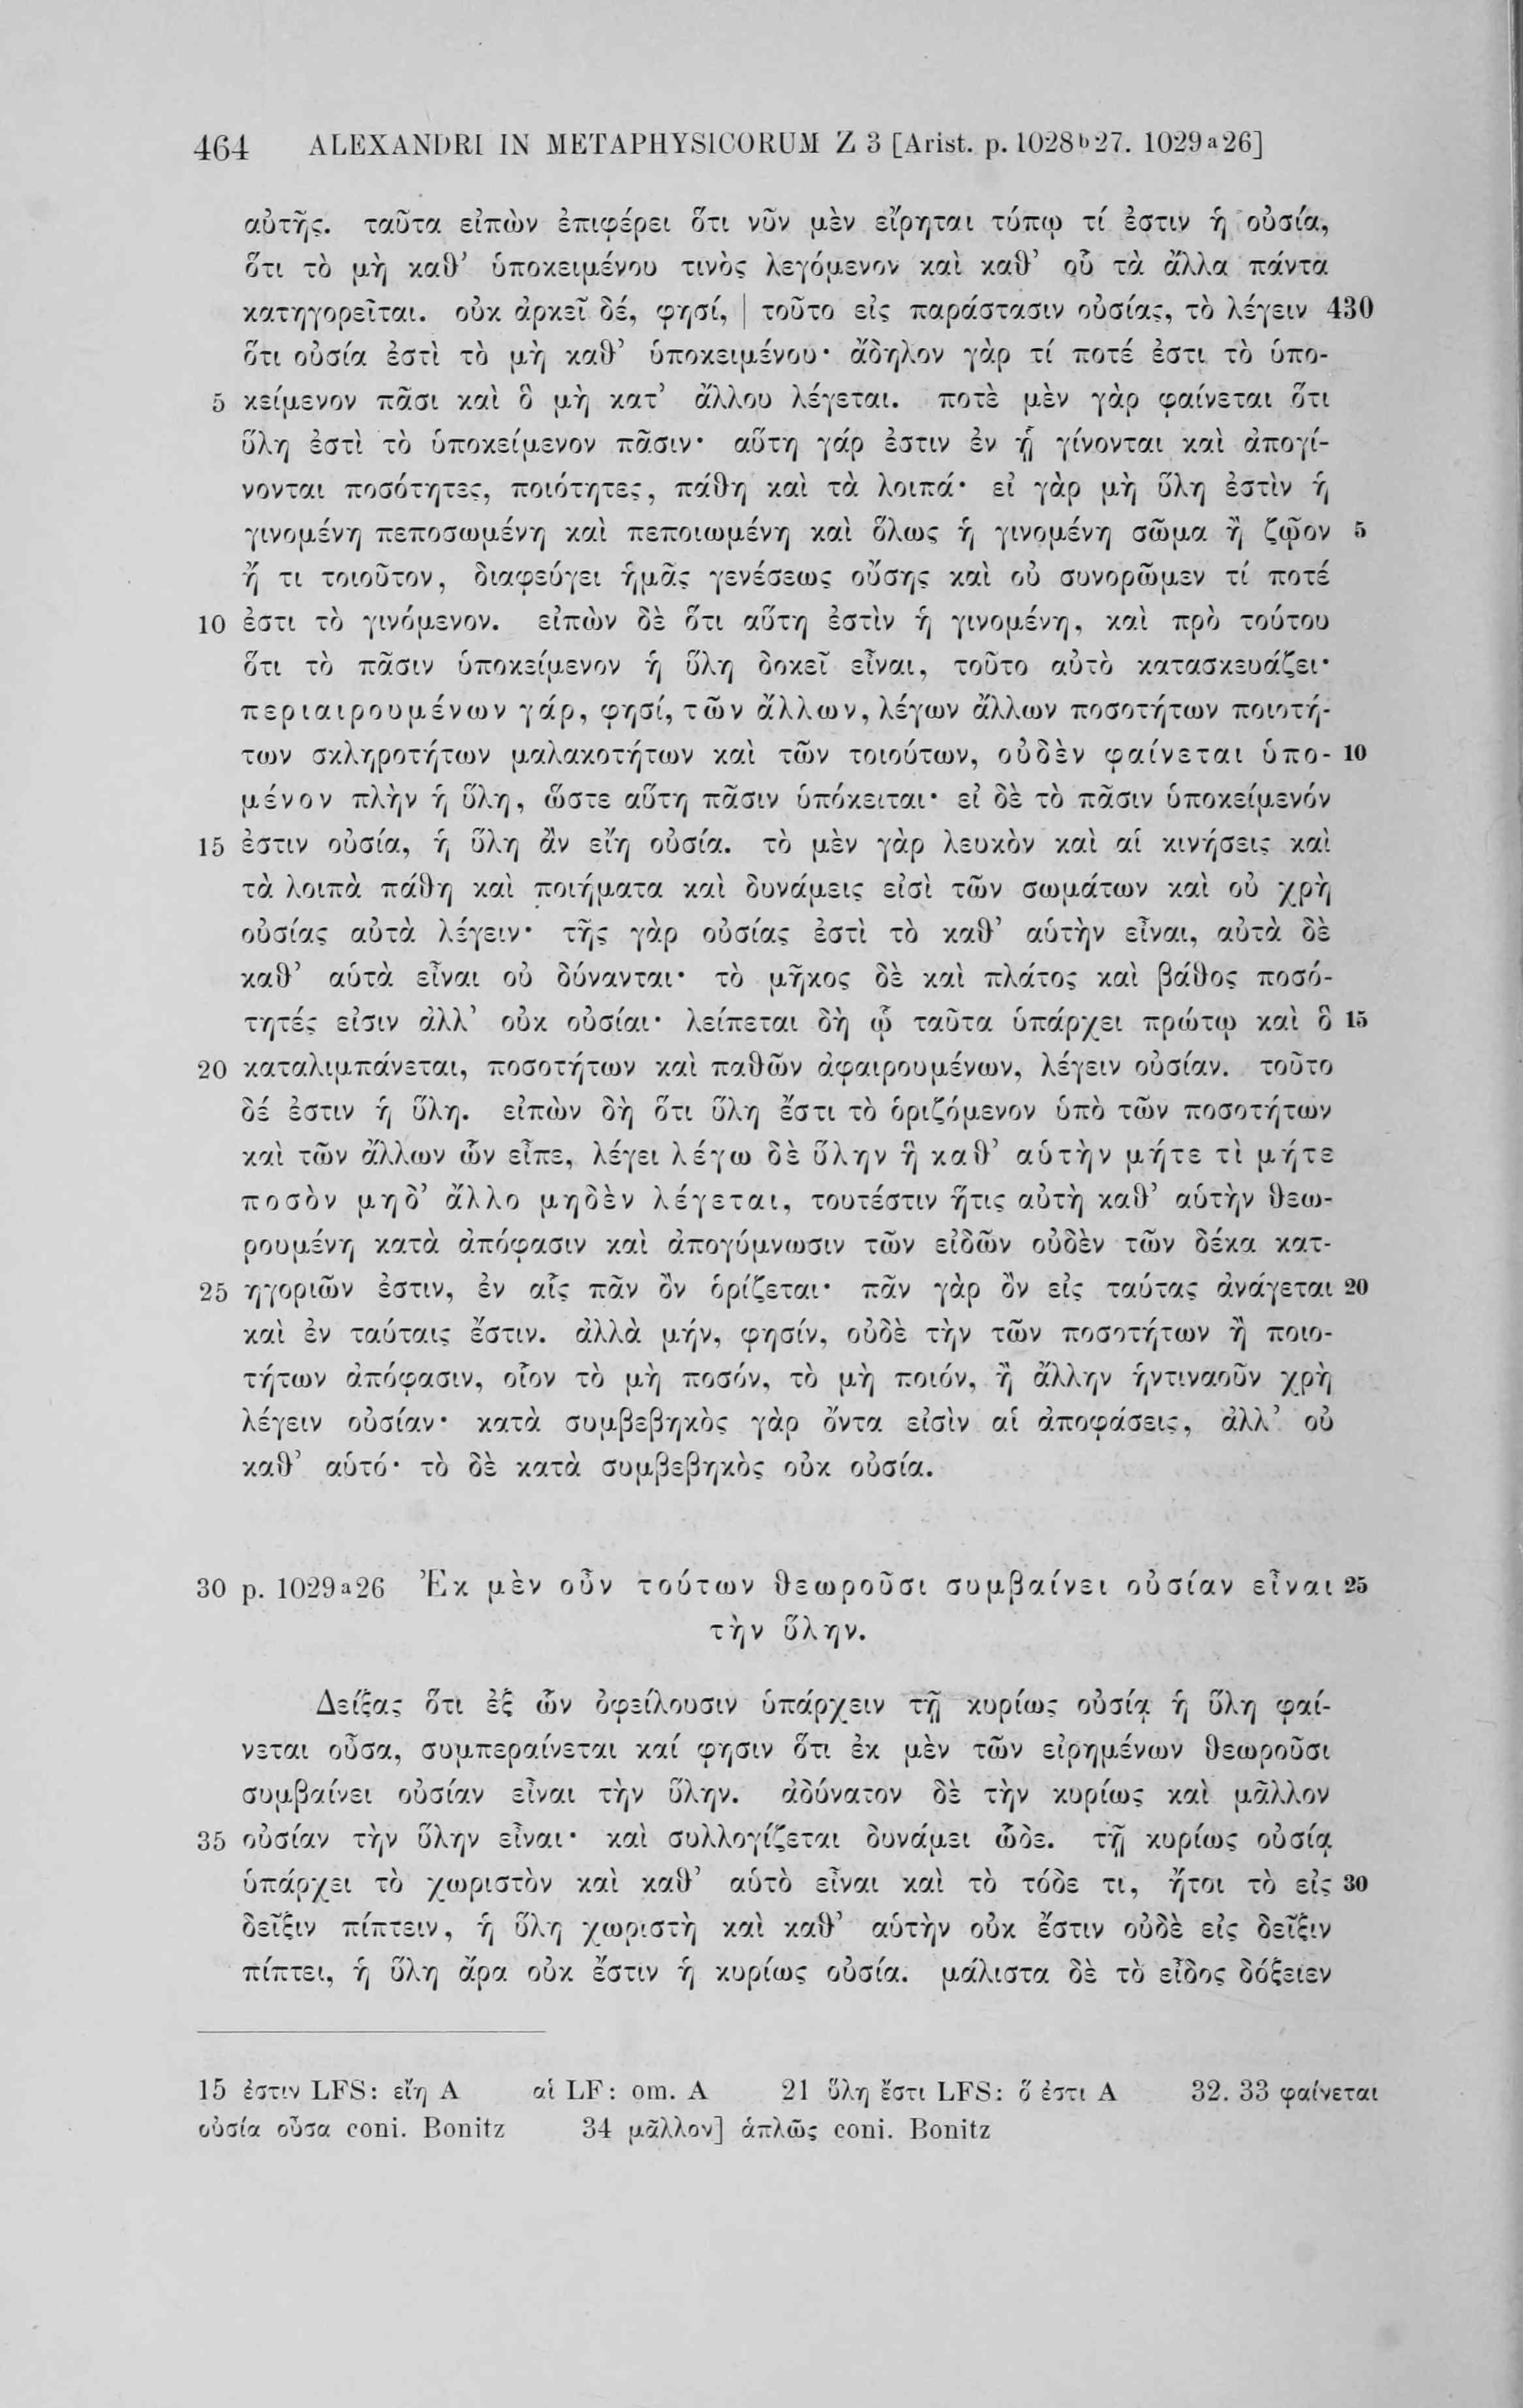 464 ALEXANDRI IN METAPHYSICORUM Z 3 [Arist. p. 1028 b 27. 1029 a 26]
αὐτῆς. ταῦτα εἰπὼν ἐπιφέρει ὅτι νῦν μὲν εἴρηται τύπῳ τί ἐστιν ἡ οὐσία,
ὅτι τὸ μὴ καθ’ ὑποκειμένου τινὸς λεγόμενον καὶ καθ’ οὗ τὰ ἄλλα πάντα
κατηγορεῖται. οὐκ ἀρκεῖ δέ, φησί, | τοῦτο εἰς παράστασιν οὐσίας, τὸ λέγειν 430
ὅτι οὐσία ἐστὶ τὸ μὴ καθ’ ὑποκειμένου· ἄδηλον γὰρ τί ποτέ ἐστι τὸ ὑπο-
5 κείμενον πᾶσι καὶ ὃ μὴ κατ’ ἄλλου λέγεται. ποτὲ μὲν γὰρ φαίνεται ὅτι
ὕλη ἐστὶ τὸ ὑποκείμενον πᾶσιν· αὕτη γάρ ἐστιν ἐν ᾗ γίνονται καὶ ἀπογί-
νονται ποσότητες, ποιότητες, πάθη καὶ τὰ λοιπά· εἰ γὰρ μὴ ὕλη ἐστὶν ἡ
γινομένη πεποσωμένη καὶ πεποιωμένη καὶ ὅλως ἡ γινομένη σῶμα ἢ ζῷον 5
ἤ τι τοιοῦτον, διαφεύγει ἡμᾶς γενέσεως οὔσης καὶ οὐ συνορῶμεν τί ποτέ
10 ἐστι τὸ γινόμενον. εἰπὼν δὲ ὅτι αὕτη ἐστὶν ἡ γινομένη, καὶ πρὸ τούτου
ὅτι τὸ πᾶσιν ὑποκείμενον ἡ ὕλη δοκεῖ εἶναι, τοῦτο αὐτὸ κατασκευάζει·
περιαιρουμένων γάρ, φησί, τῶν ἄλλων, λέγων ἄλλων ποσοτήτων ποιοτή-
των σκληροτήτων μαλακοτήτων καὶ τῶν τοιούτων, οὐδὲν φαίνεται ὑπο- 10
μένον πλὴν ἡ ὕλη, ὥστε αὕτη πᾶσιν ὑπόκειται· εἰ δὲ τὸ πᾶσιν ὑποκείμενόν
15 ἐστιν οὐσία, ἡ ὕλη ἂν εἴη οὐσία. τὸ μὲν γὰρ λευκὸν καὶ αἱ κινήσεις καὶ
τὰ λοιπὰ πάθη καὶ ποιήματα καὶ δυνάμεις εἰσὶ τῶν σωμάτων καὶ οὐ χρὴ
οὐσίας αὐτὰ λέγειν· τῆς γὰρ οὐσίας ἐστὶ τὸ καθ’ αὑτὴν εἶναι, αὐτὰ δὲ
καθ’ αὑτὰ εἶναι οὐ δύνανται· τὸ μῆκος δὲ καὶ πλάτος καὶ βάθος ποσό-
τητές εἰσιν ἀλλ’ οὐκ οὐσίαι· λείπεται δὴ ᾧ ταῦτα ὑπάρχει πρώτῳ καὶ ὃ 15
20 καταλιμπάνεται, ποσοτήτων καὶ παθῶν ἀφαιρουμένων, λέγειν οὐσίαν. τοῦτο
δέ ἐστιν ἡ ὕλη. εἰπὼν δὴ ὅτι ὕλη ἔστι τὸ ὁριζόμενον ὑπὸ τῶν ποσοτήτων
καὶ τῶν ἄλλων ὧν εἶπε, λέγει λέγω δὲ ὕλην ἣ καθ’ αὑτὴν μήτε τὶ μήτε
ποσὸν μηδ’ ἄλλο μηδὲν λέγεται, τουτέστιν ἥτις αὐτὴ καθ’ αὑτὴν θεω-
ρουμένη κατὰ ἀπόφασιν καὶ ἀπογύμνωσιν τῶν εἰδῶν οὐδὲν τῶν δέκα κατ-
25 ηγοριῶν ἐστιν, ἐν αἷς πᾶν ὂν ὁρίζεται· πᾶν γὰρ ὂν εἰς ταύτας ἀνάγεται 20
καὶ ἐν ταύταις ἔστιν. ἀλλὰ μήν, φησίν, οὐδὲ τὴν τῶν ποσοτήτων ἢ ποιο-
τήτων ἀπόφασιν, οἷον τὸ μὴ ποσόν, τὸ μὴ ποιόν, ἢ ἄλλην ἡντιναοῦν χρὴ
λέγειν οὐσίαν· κατὰ συμβεβηκὸς γὰρ ὄντα εἰσὶν αἱ ἀποφάσεις, ἀλλ’ οὐ
καθ’ αὑτό· τὸ δὲ κατὰ συμβεβηκὸς οὐκ οὐσία.
30 p. 1029 a 26 Ἐκ μὲν οὖν τούτων θεωροῦσι συμβαίνει οὐσίαν εἶναι 25
τὴν ὕλην.
Δείξας ὅτι ἐξ ὧν ὀφείλουσιν ὑπάρχειν τῇ κυρίως οὐσίᾳ ἡ ὕλη φαί-
νεται οὖσα, συμπεραίνεται καί φησιν ὅτι ἐκ μὲν τῶν εἰρημένων θεωροῦσι
συμβαίνει οὐσίαν εἶναι τὴν ὕλην. ἀδύνατον δὲ τὴν κυρίως καὶ μᾶλλον
35 οὐσίαν τὴν ὕλην εἶναι· καὶ συλλογίζεται δυνάμει ὧδε. τῇ κυρίως οὐσίᾳ
ὑπάρχει τὸ χωριστὸν καὶ καθ’ αὑτὸ εἶναι καὶ τὸ τόδε τι, ἤτοι τὸ εἰς 30
δεῖξιν πίπτειν, ἡ ὕλη χωριστὴ καὶ καθ’ αὑτὴν οὐκ ἔστιν οὐδὲ εἰς δεῖξιν
πίπτει, ἡ ὕλη ἄρα οὐκ ἔστιν ἡ κυρίως οὐσία. μάλιστα δὲ τὸ εἶδος δόξειεν
15 ἐστιν LFS: εἴη A αἱ LF: om. A 21 ὕλη ἔστι LFS: ὅ ἐστι A 32. 33 φαίνεται
οὐσία οὖσα coni. Bonitz 34 μᾶλλον] ἁπλῶς coni. Bonitz